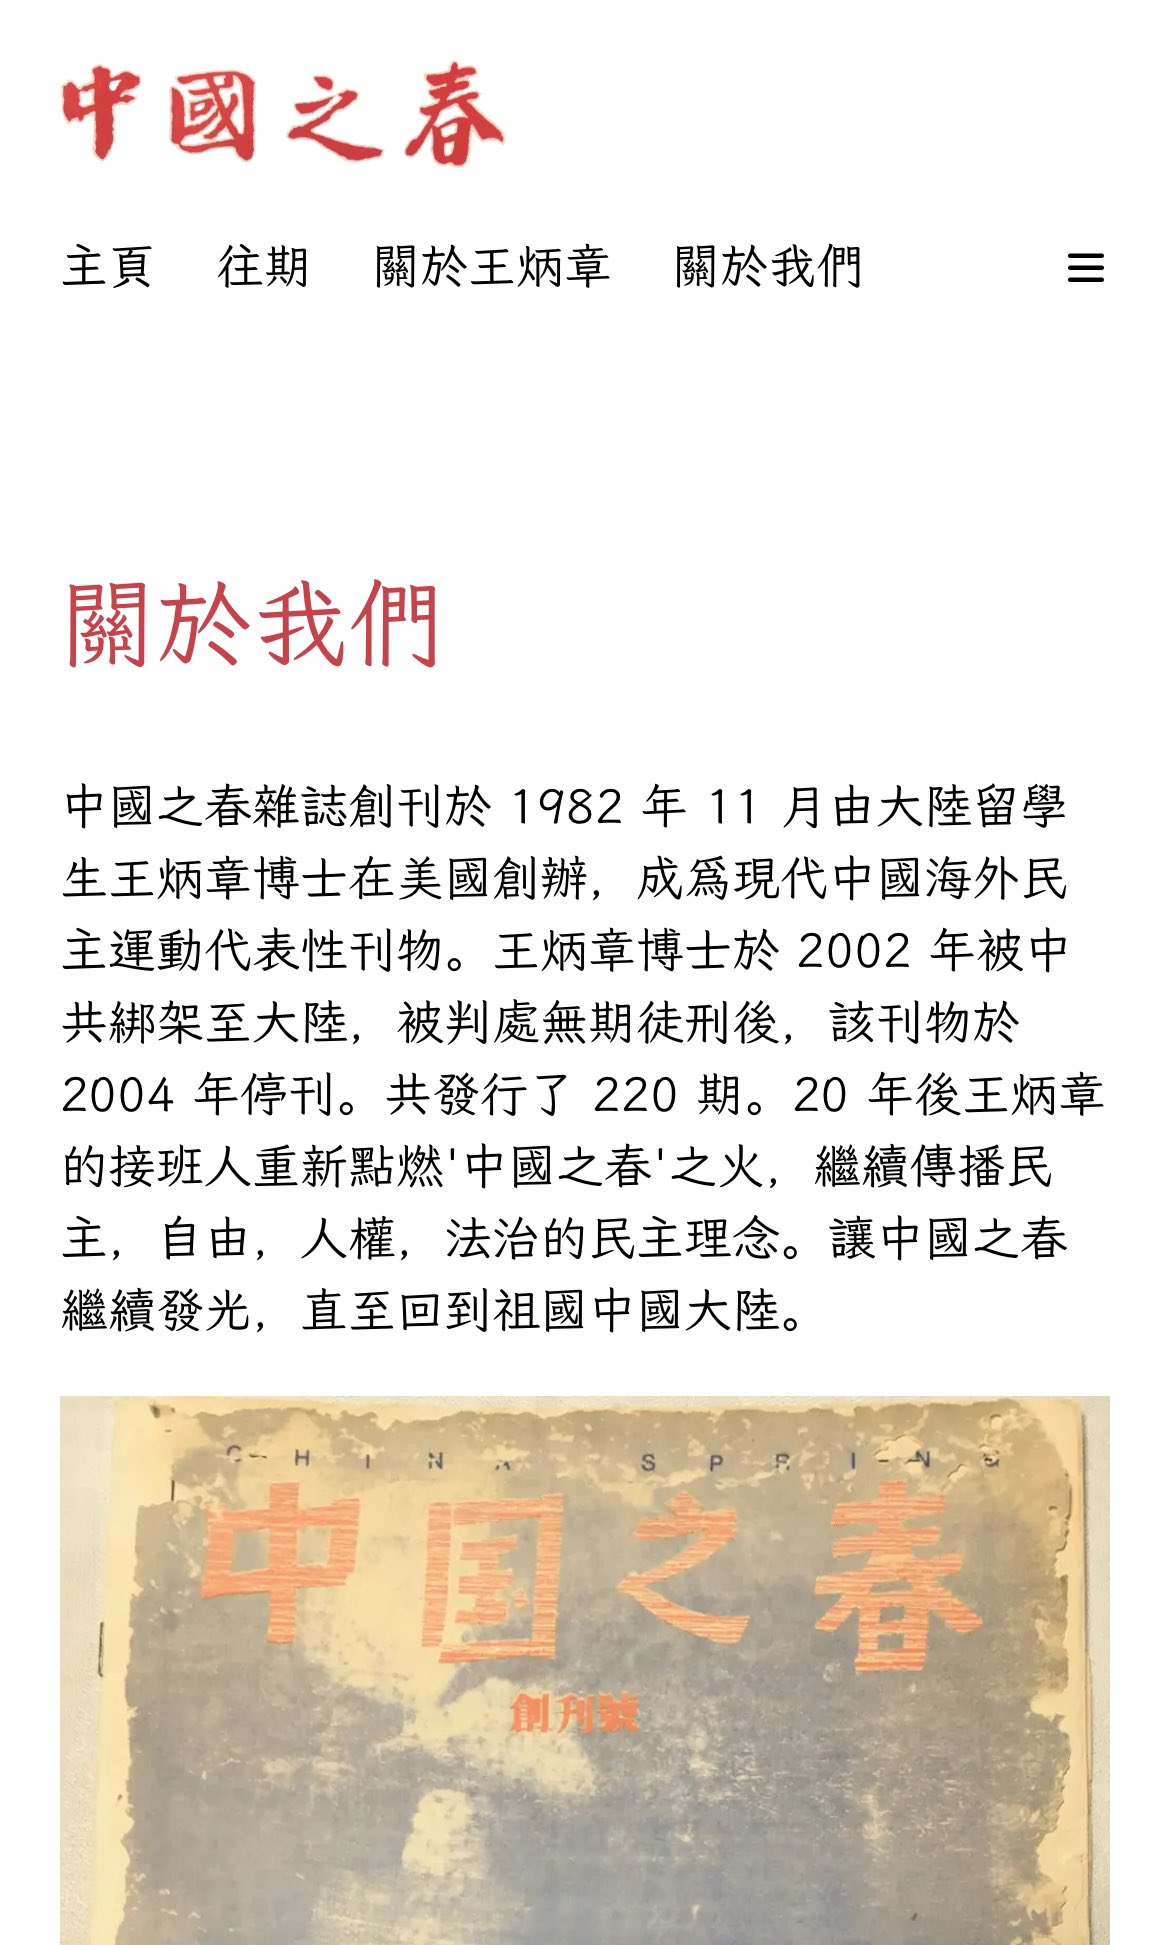 中國之春
主頁 往期 關於王炳章 關於我們
關於我們
中國之春雜誌創刊於 1982 年 11 月由大陸留學
生王炳章博士在美國創辦，成爲現代中國海外民
主運動代表性刊物。王炳章博士於 2002 年被中
共綁架至大陸，被判處無期徒刑後，該刊物於
2004 年停刊。共發行了 220 期。20 年後王炳章
的接班人重新點燃'中國之春'之火，繼續傳播民
主，自由，人權，法治的民主理念。讓中國之春
繼續發光，直至回到祖國中國大陸。
CHINA SPRING
中国之春
創刊號